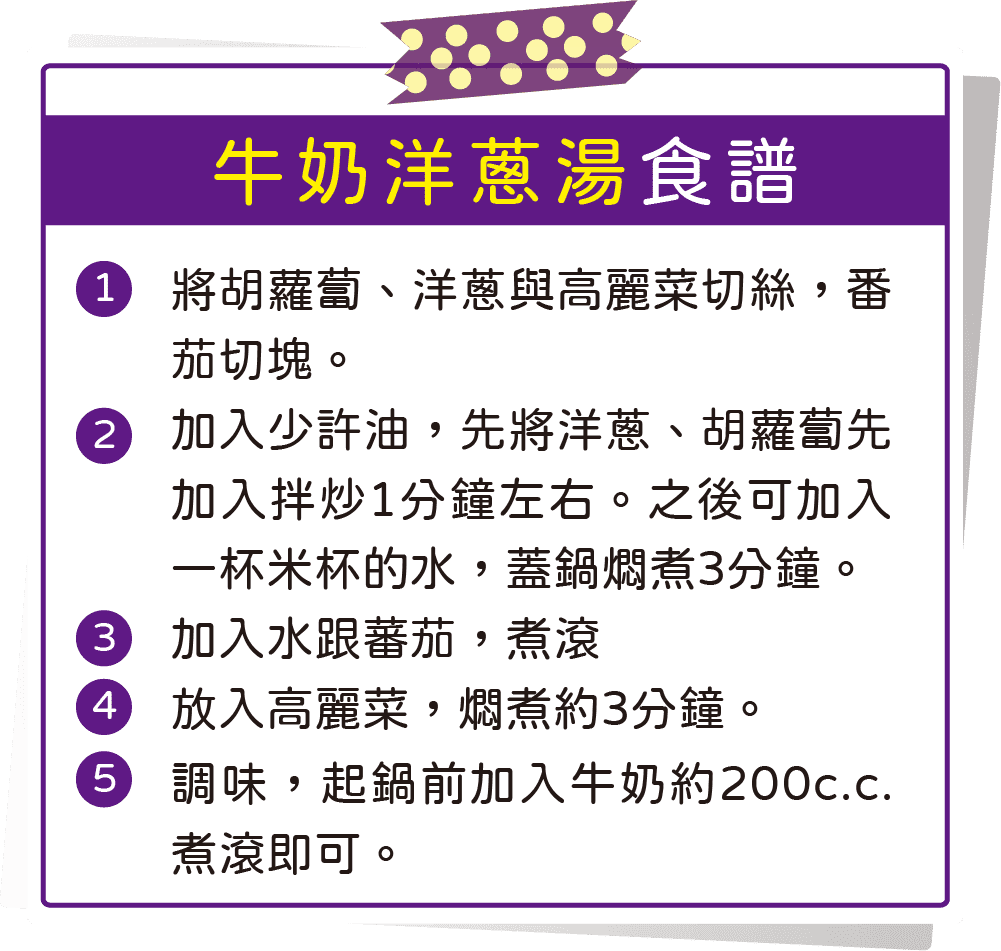 牛奶洋蔥湯食譜
1 將胡蘿蔔、洋蔥與高麗菜切絲,番
茄切塊。
2 加入少許油,先將洋蔥、胡蘿蔔先
加入拌炒1分鐘左右。之後可加入
一杯米杯的水,蓋鍋燜煮3分鐘。
3 加入水跟蕃茄,煮滾
4 放入高麗菜,燜煮約3分鐘。
5 調味,起鍋前加入牛奶約200c.c.
煮滾即可。